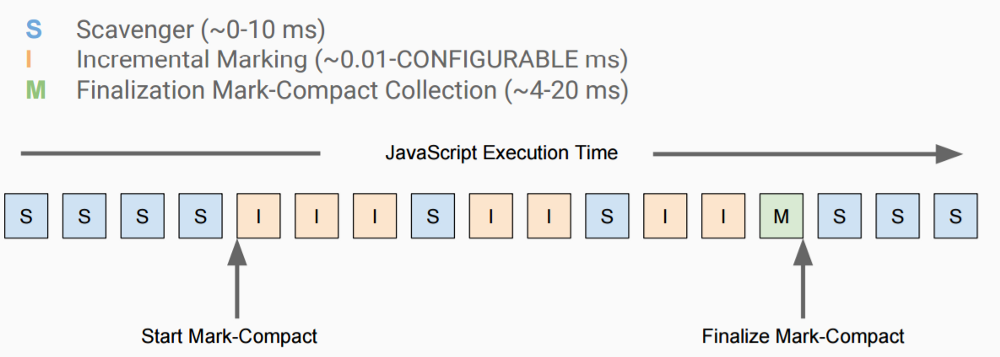 S Scavenger (~0-10 ms)
I Incremental Marking (~0.01-CONFIGURABLE ms)
M Finalization Mark-Compact Collection (~4-20 ms)
JavaScript Execution Time
S S S S I I I S I I S I I M S S S
Start Mark-Compact Finalize Mark-Compact